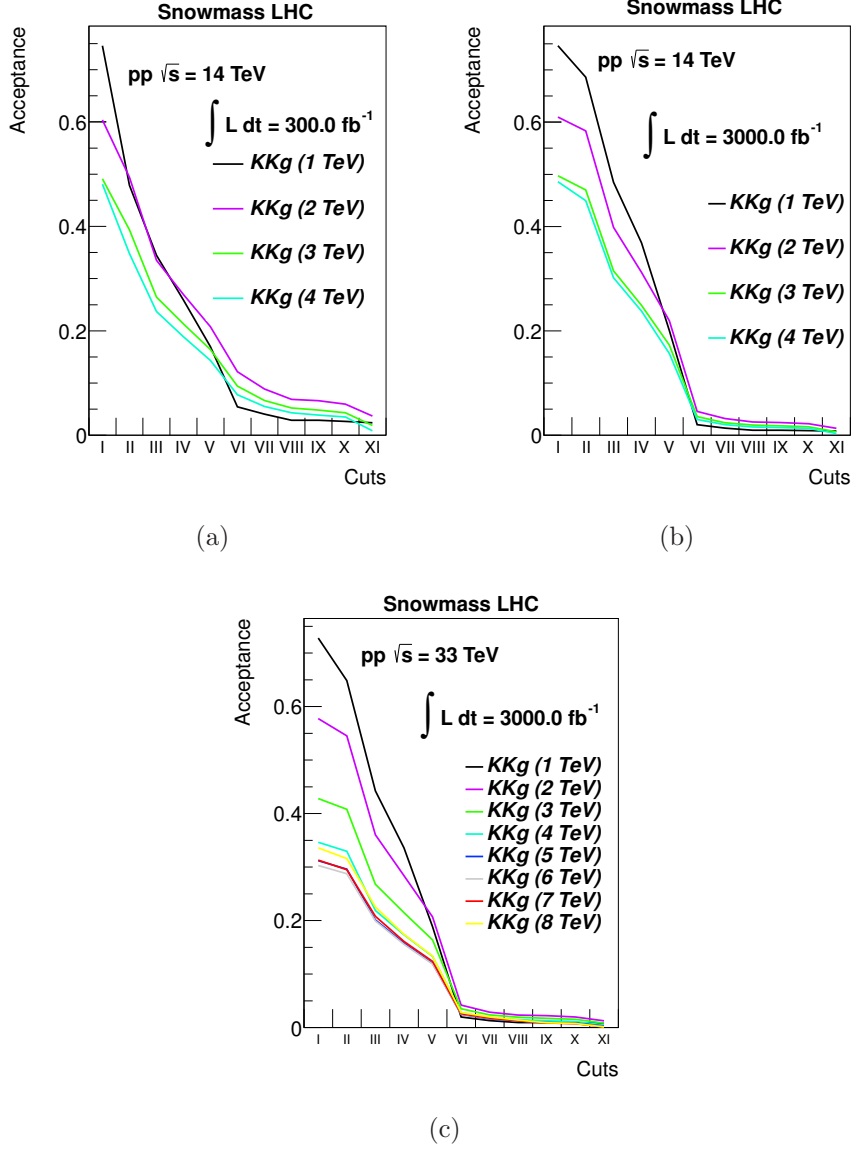 Snowmass LHC
Acceptance
pp √s = 14 TeV
∫ L dt = 300.0 fb⁻¹
KKg (1 TeV)
KKg (2 TeV)
KKg (3 TeV)
KKg (4 TeV)
0.6
0.4
0.2
0
I II III IV V VI VII VIII IX X XI
Cuts
(a)
Snowmass LHC
Acceptance
pp √s = 14 TeV
∫ L dt = 3000.0 fb⁻¹
KKg (1 TeV)
KKg (2 TeV)
KKg (3 TeV)
KKg (4 TeV)
0.6
0.4
0.2
0
I II III IV V VI VII VIII IX X XI
Cuts
(b)
Snowmass LHC
Acceptance
pp √s = 33 TeV
∫ L dt = 3000.0 fb⁻¹
KKg (1 TeV)
KKg (2 TeV)
KKg (3 TeV)
KKg (4 TeV)
KKg (5 TeV)
KKg (6 TeV)
KKg (7 TeV)
KKg (8 TeV)
0.6
0.4
0.2
0
I II III IV V VI VII VIII IX X XI
Cuts
(c)